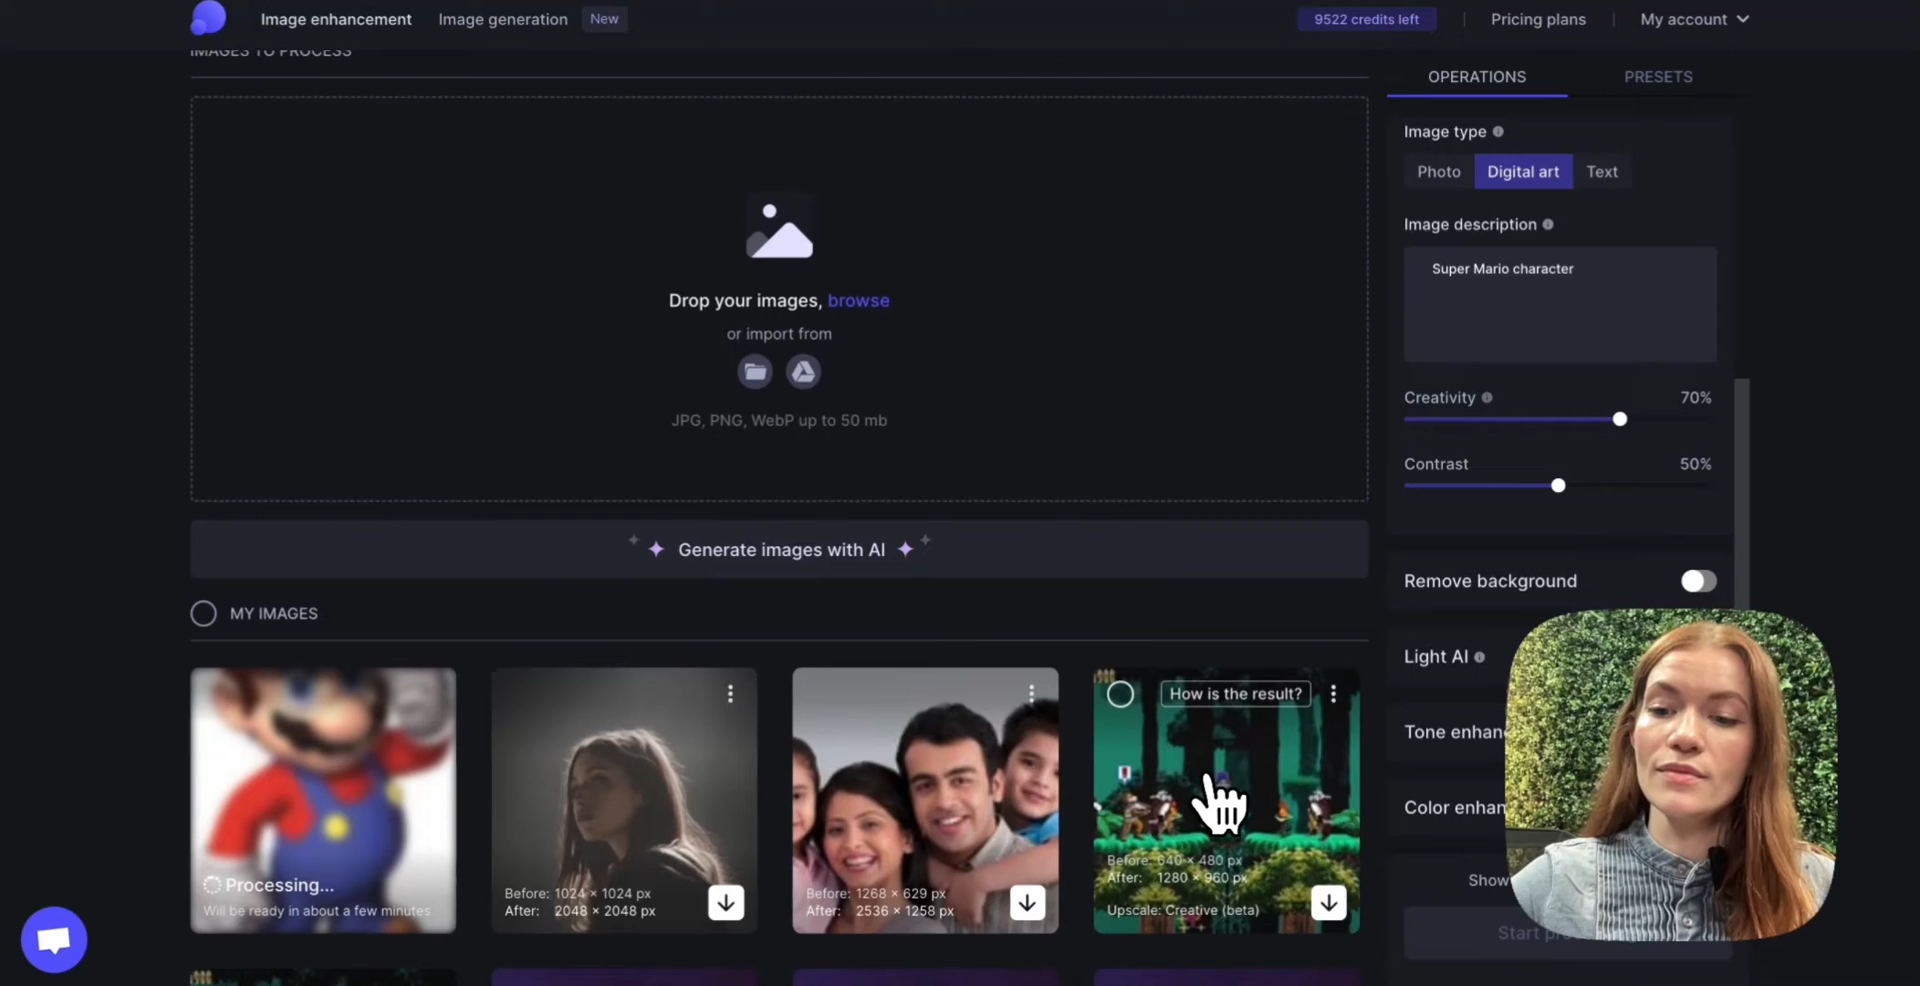 Image enhancement
Image generation
New
9522 credits left
Pricing plans
My account
IMAGES TO PROCESS
OPERATIONS
PRESETS
Image type
Photo
Digital art
Text
Image description
Super Mario character
Drop your images, browse
or import from
JPG, PNG, WebP up to 50 mb
Creativity
70%
Contrast
50%
Generate images with AI
Remove background
MY IMAGES
Light AI
How is the result?
Tone
Color
Processing...
Will be ready in about a few minutes
Before: 1024 × 1024 px
After: 2048 × 2048 px
Before: 1268 × 629 px
After: 2536 × 1258 px
Before: 640 × 480 px
After: 1280 × 960 px
Upscale: Creative (beta)
Show
Start